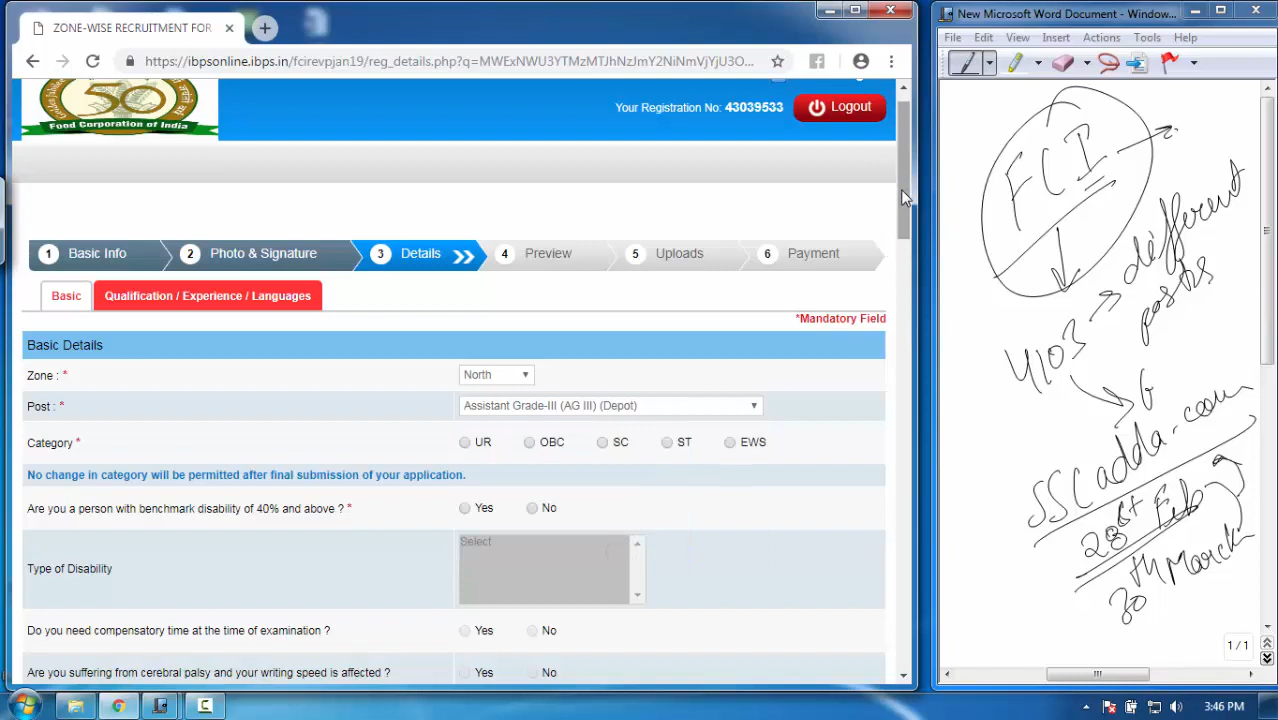 ZONE-WISE RECRUITMENT FOR
https://ibpsonline.ibps.in/fcinvpjan19/reg_details.php?
50
Food Corporation of India
Your Registration No: 43039533
Logout
1 Basic Info
2 Photo & Signature
3 Details
4 Preview
5 Uploads
6 Payment
Basic
Qualification / Experience / Languages
*Mandatory Field
Basic Details
Zone : * North
Post : * Assistant Grade-III (AG III) (Depot)
Category * UR OBC SC ST EWS
No change in category will be permitted after final submission of your application.
Are you a person with benchmark disability of 40% and above ? * Yes No
Select
Type of Disability
Do you need compensatory time at the time of examination ? Yes No
Are you suffering from cerebral palsy and your writing speed is affected ? Yes No
New Microsoft Word Document - Window...
File Edit View Insert Actions Tools Help
FCI
different
posts
4103
6
SSCadda.com
28st Feb
30th March
1 / 1
3:46 PM